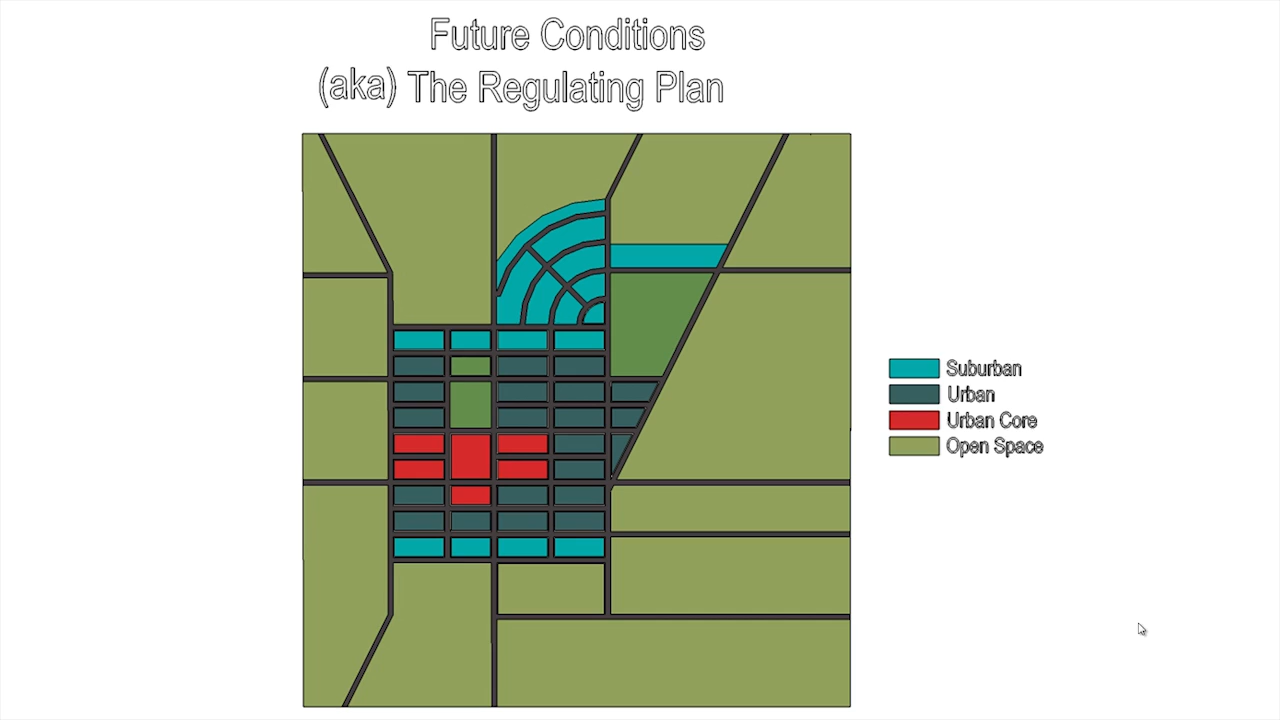 Future Conditions
(aka) The Regulating Plan
Suburban
Urban
Urban Core
Open Space